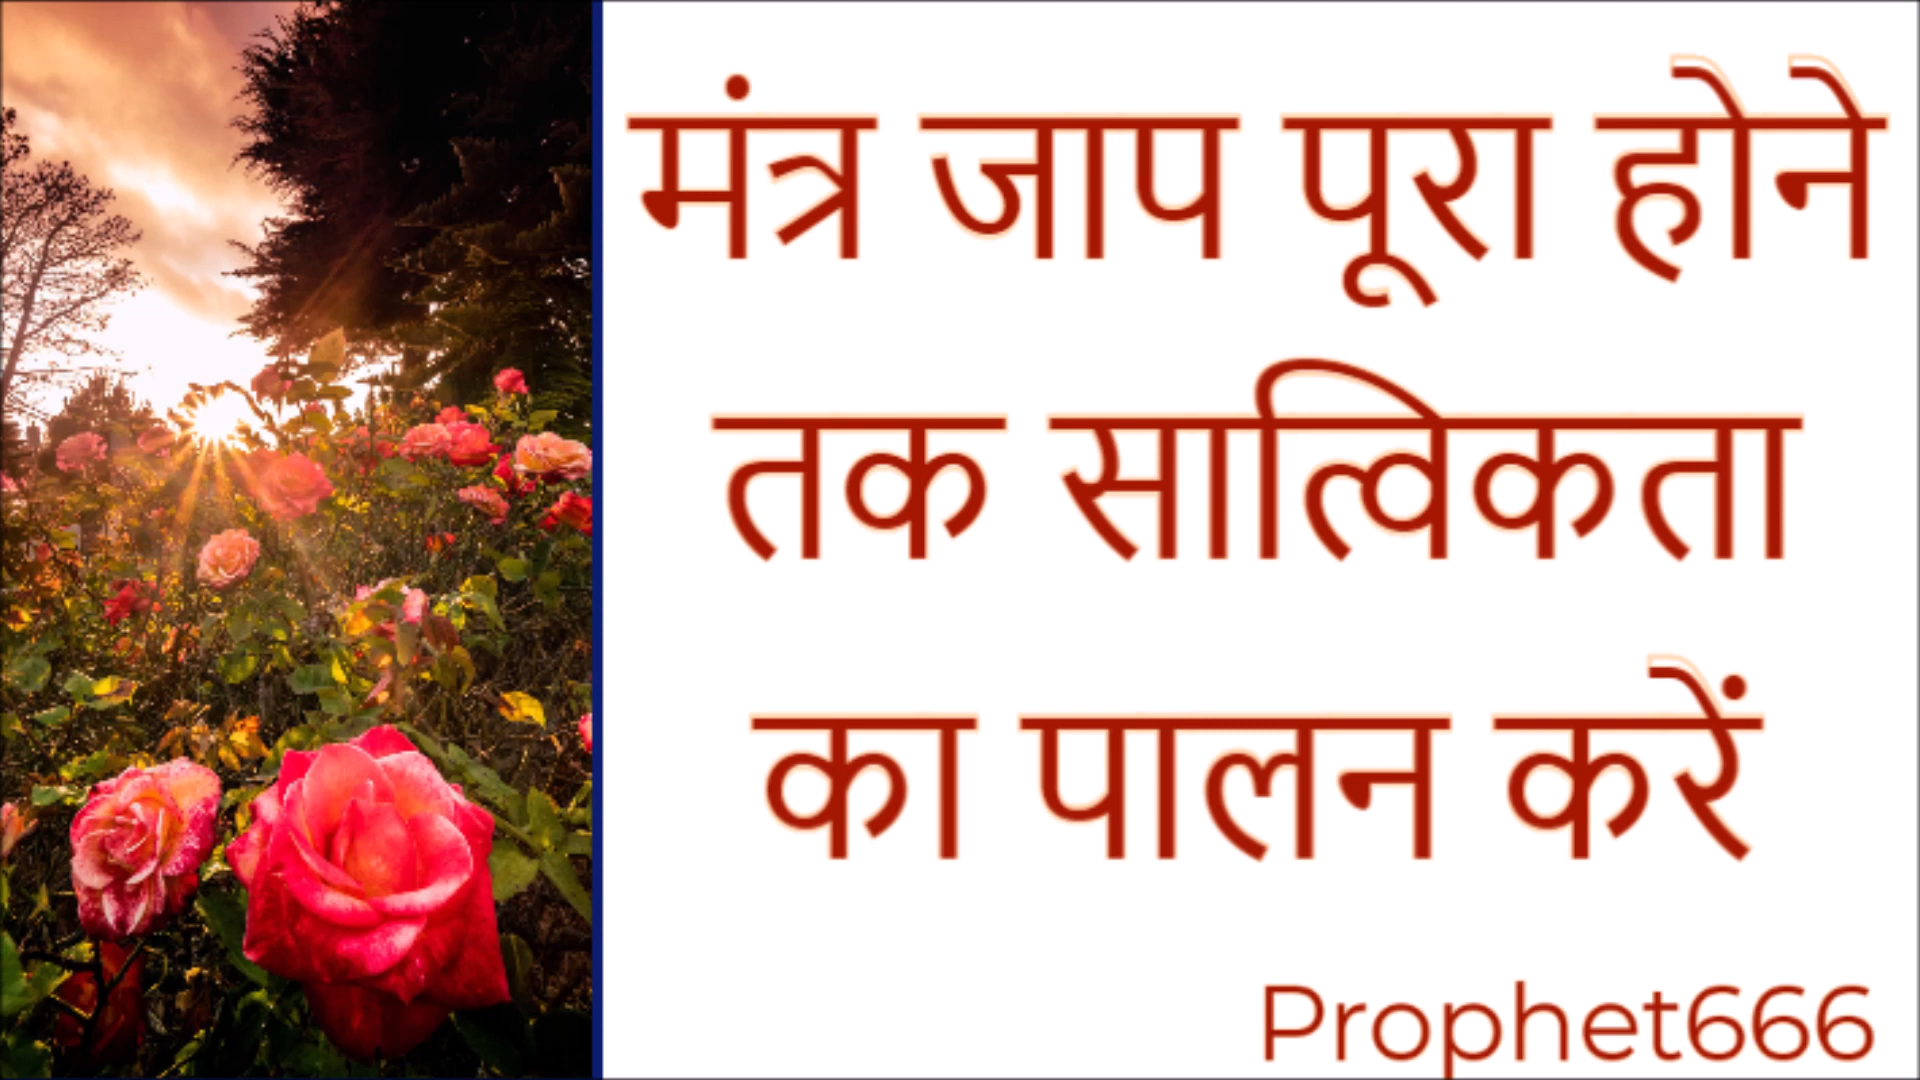 मंत्र जाप पूरा होने
तक सात्विकता
का पालन करें
Prophet666